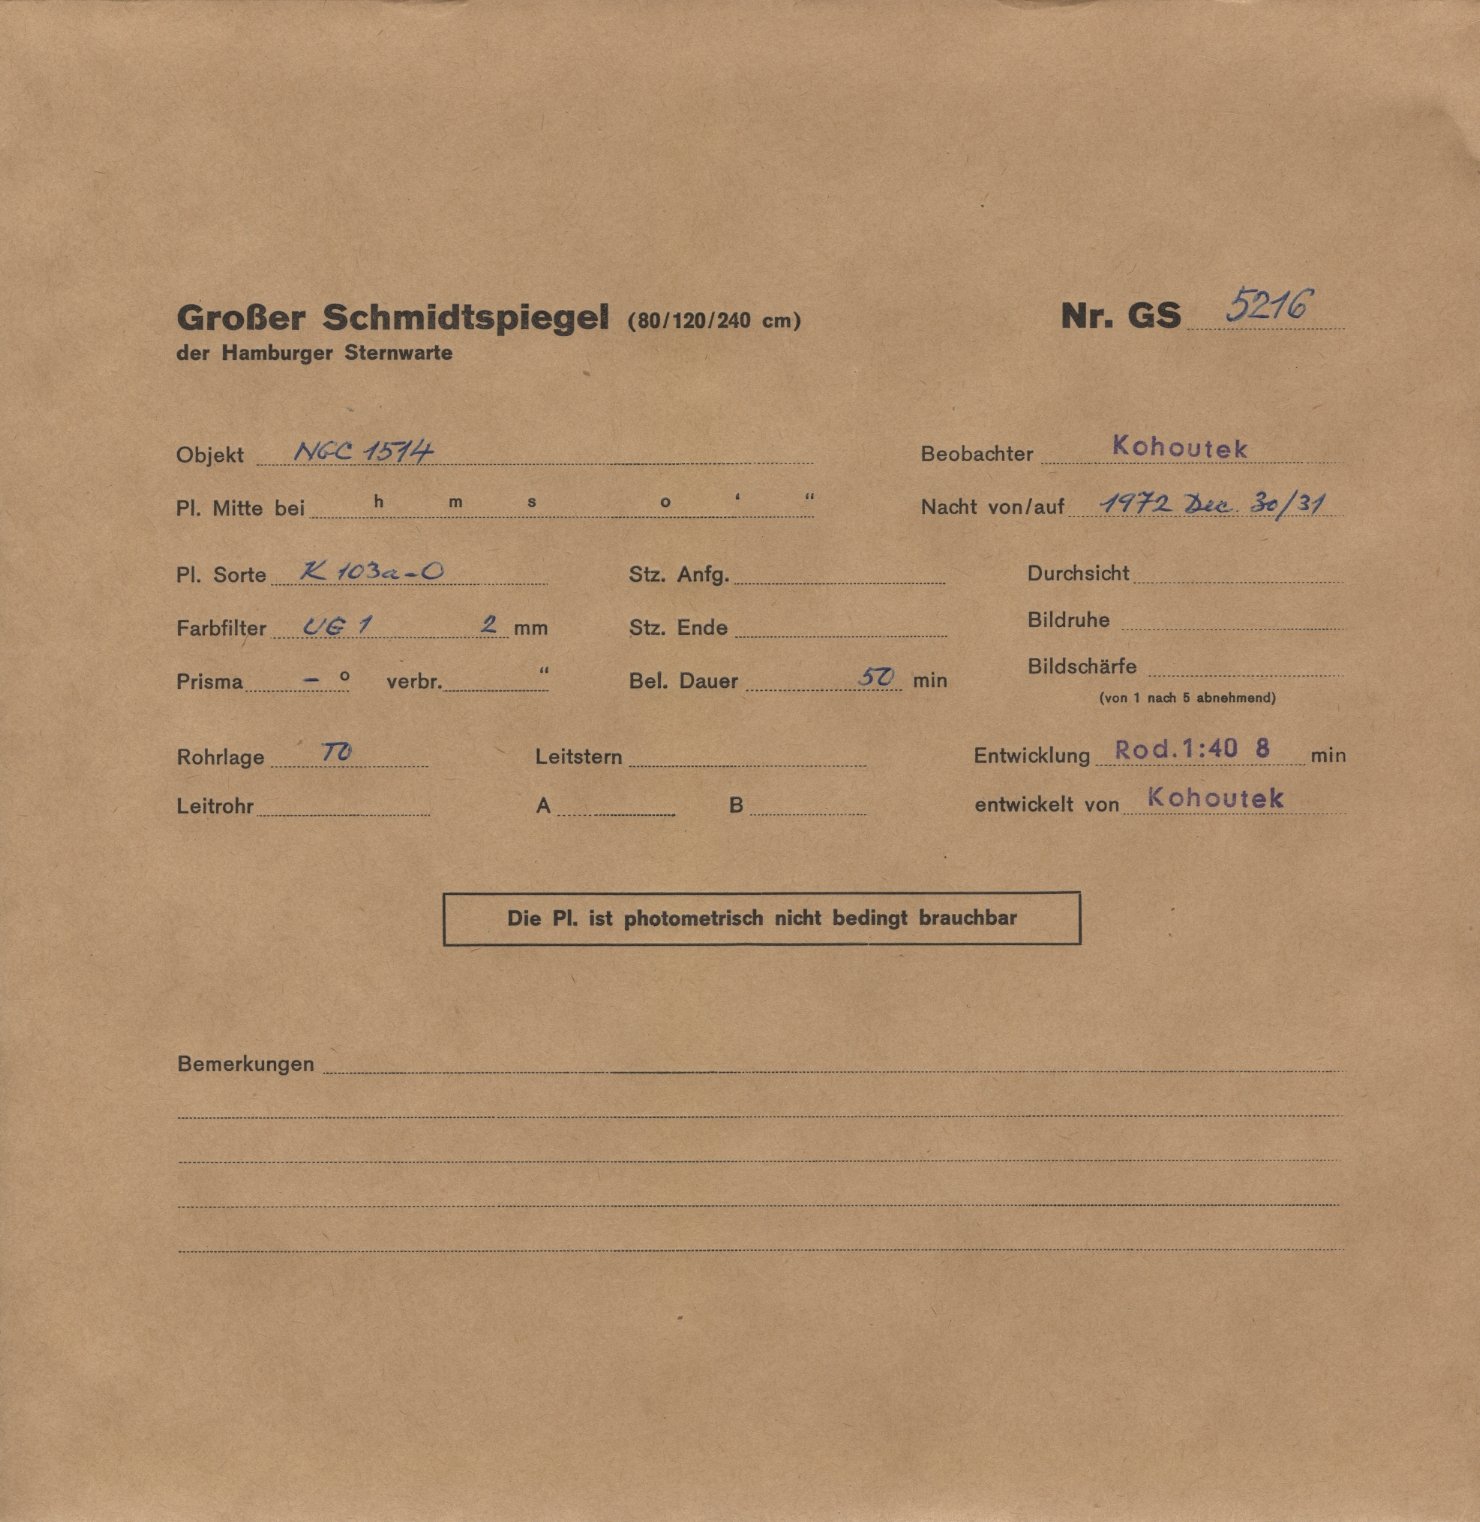 Großer Schmidtspiegel (80/120/240 cm) Nr. GS 5216
der Hamburger Sternwarte
Objekt NGC 1514 Beobachter Kohoutek
Pl. Mitte bei h m s o ‘ “ Nacht von/auf 1972 Dec. 30/31
Pl. Sorte K 103a-O Stz. Anfg. Durchsicht
Farbfilter UG 1 2 mm Stz. Ende Bildruhe
Prisma – o verbr. “ Bel. Dauer 50 min Bildschärfe
(von 1 nach 5 abnehmend)
Rohrlage TO Leitstern Entwicklung Rod.1:40 8 min
Leitrohr A B entwickelt von Kohoutek
Die Pl. ist photometrisch nicht bedingt brauchbar
Bemerkungen